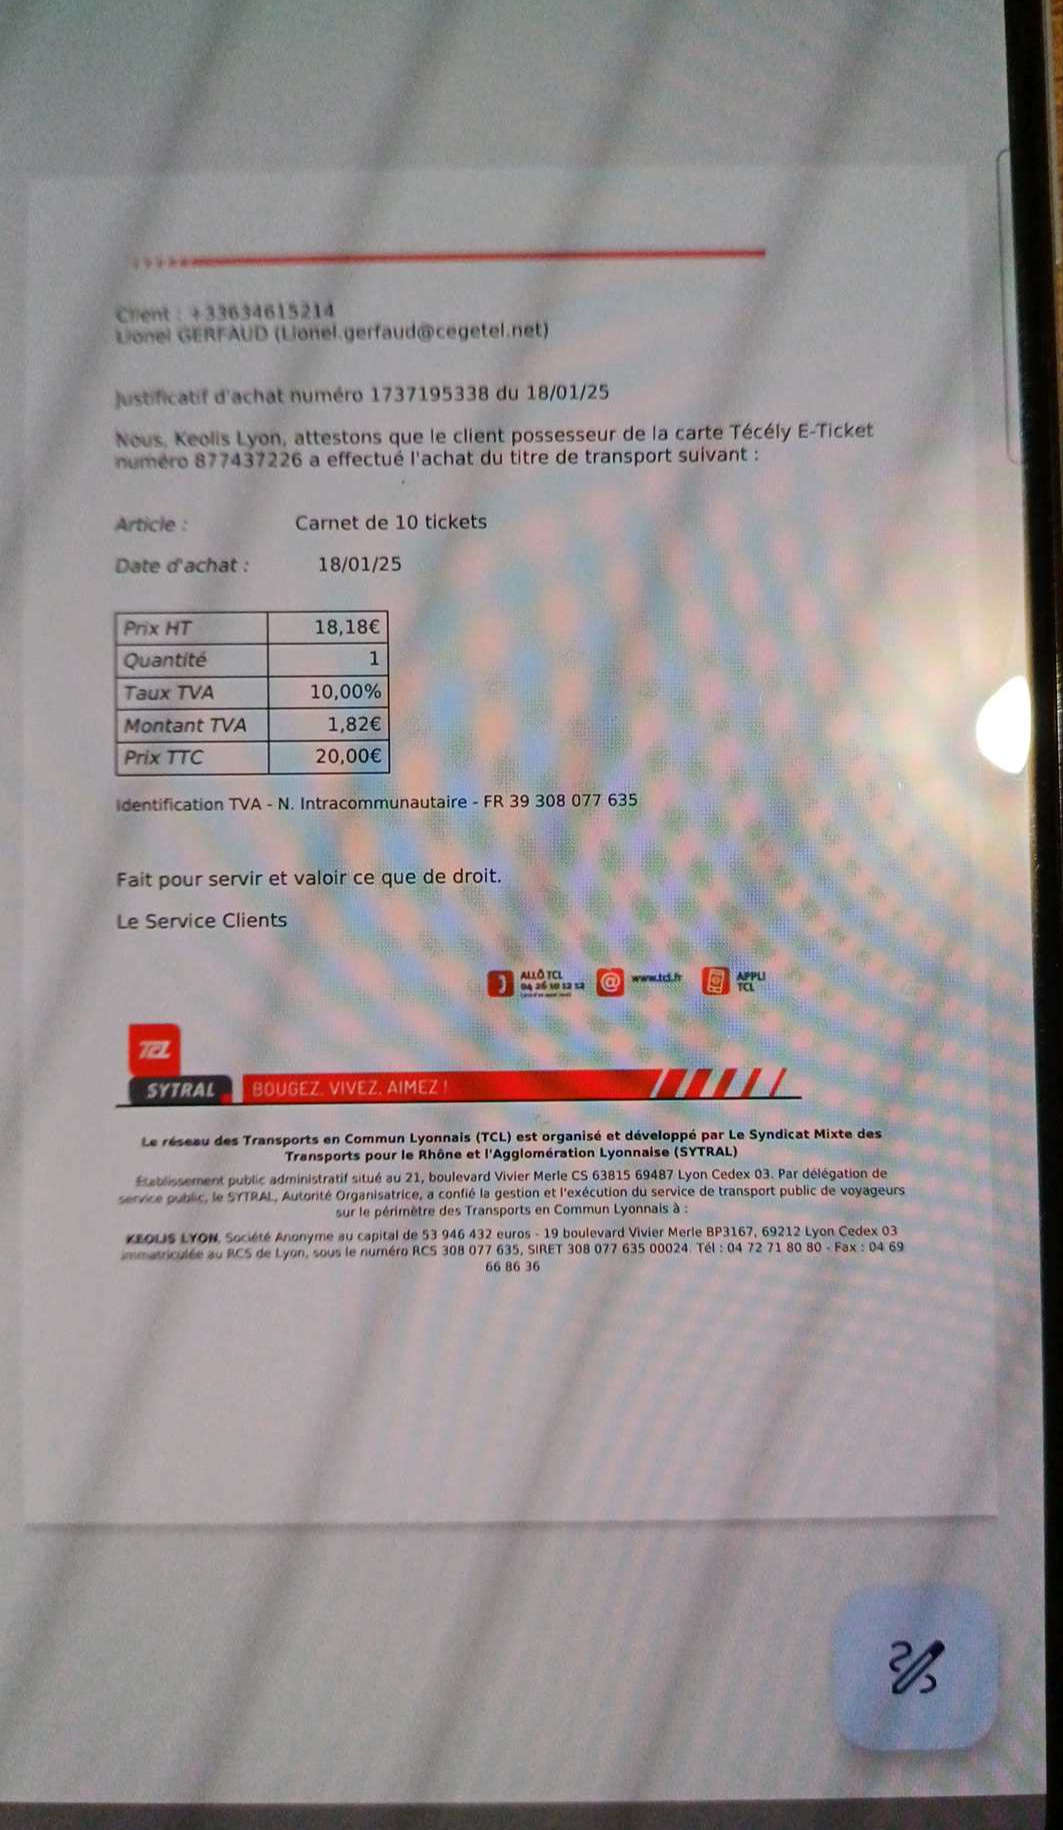 Client : +33634615214
Lionel GERFAUD (Lionel.gerfaud@cegetel.net)
Justificatif d'achat numéro 1737195338 du 18/01/25
Nous, Keolis Lyon, attestons que le client possesseur de la carte Técély E-Ticket
numéro 877437226 a effectué l'achat du titre de transport suivant :
Article : Carnet de 10 tickets
Date d'achat : 18/01/25
Prix HT 18,18€
Quantité 1
Taux TVA 10,00%
Montant TVA 1,82€
Prix TTC 20,00€
Identification TVA - N. Intracommunautaire - FR 39 308 077 635
Fait pour servir et valoir ce que de droit.
Le Service Clients
ALLÔ TCL
04 26 10 12 12
www.tcl.fr
APPLI
TCL
TCL
SYTRAL BOUGEZ. VIVEZ. AIMEZ !
Le réseau des Transports en Commun Lyonnais (TCL) est organisé et développé par Le Syndicat Mixte des
Transports pour le Rhône et l'Agglomération Lyonnaise (SYTRAL)
Etablissement public administratif situé au 21, boulevard Vivier Merle CS 63815 69487 Lyon Cedex 03. Par délégation de
service public, le SYTRAL, Autorité Organisatrice, a confié la gestion et l'exécution du service de transport public de voyageurs
sur le périmètre des Transports en Commun Lyonnais à :
KEOLIS LYON, Société Anonyme au capital de 53 946 432 euros - 19 boulevard Vivier Merle BP3167, 69212 Lyon Cedex 03
immatriculée au RCS de Lyon, sous le numéro RCS 308 077 635, SIRET 308 077 635 00024. Tél : 04 72 71 80 80 - Fax : 04 69
66 86 36